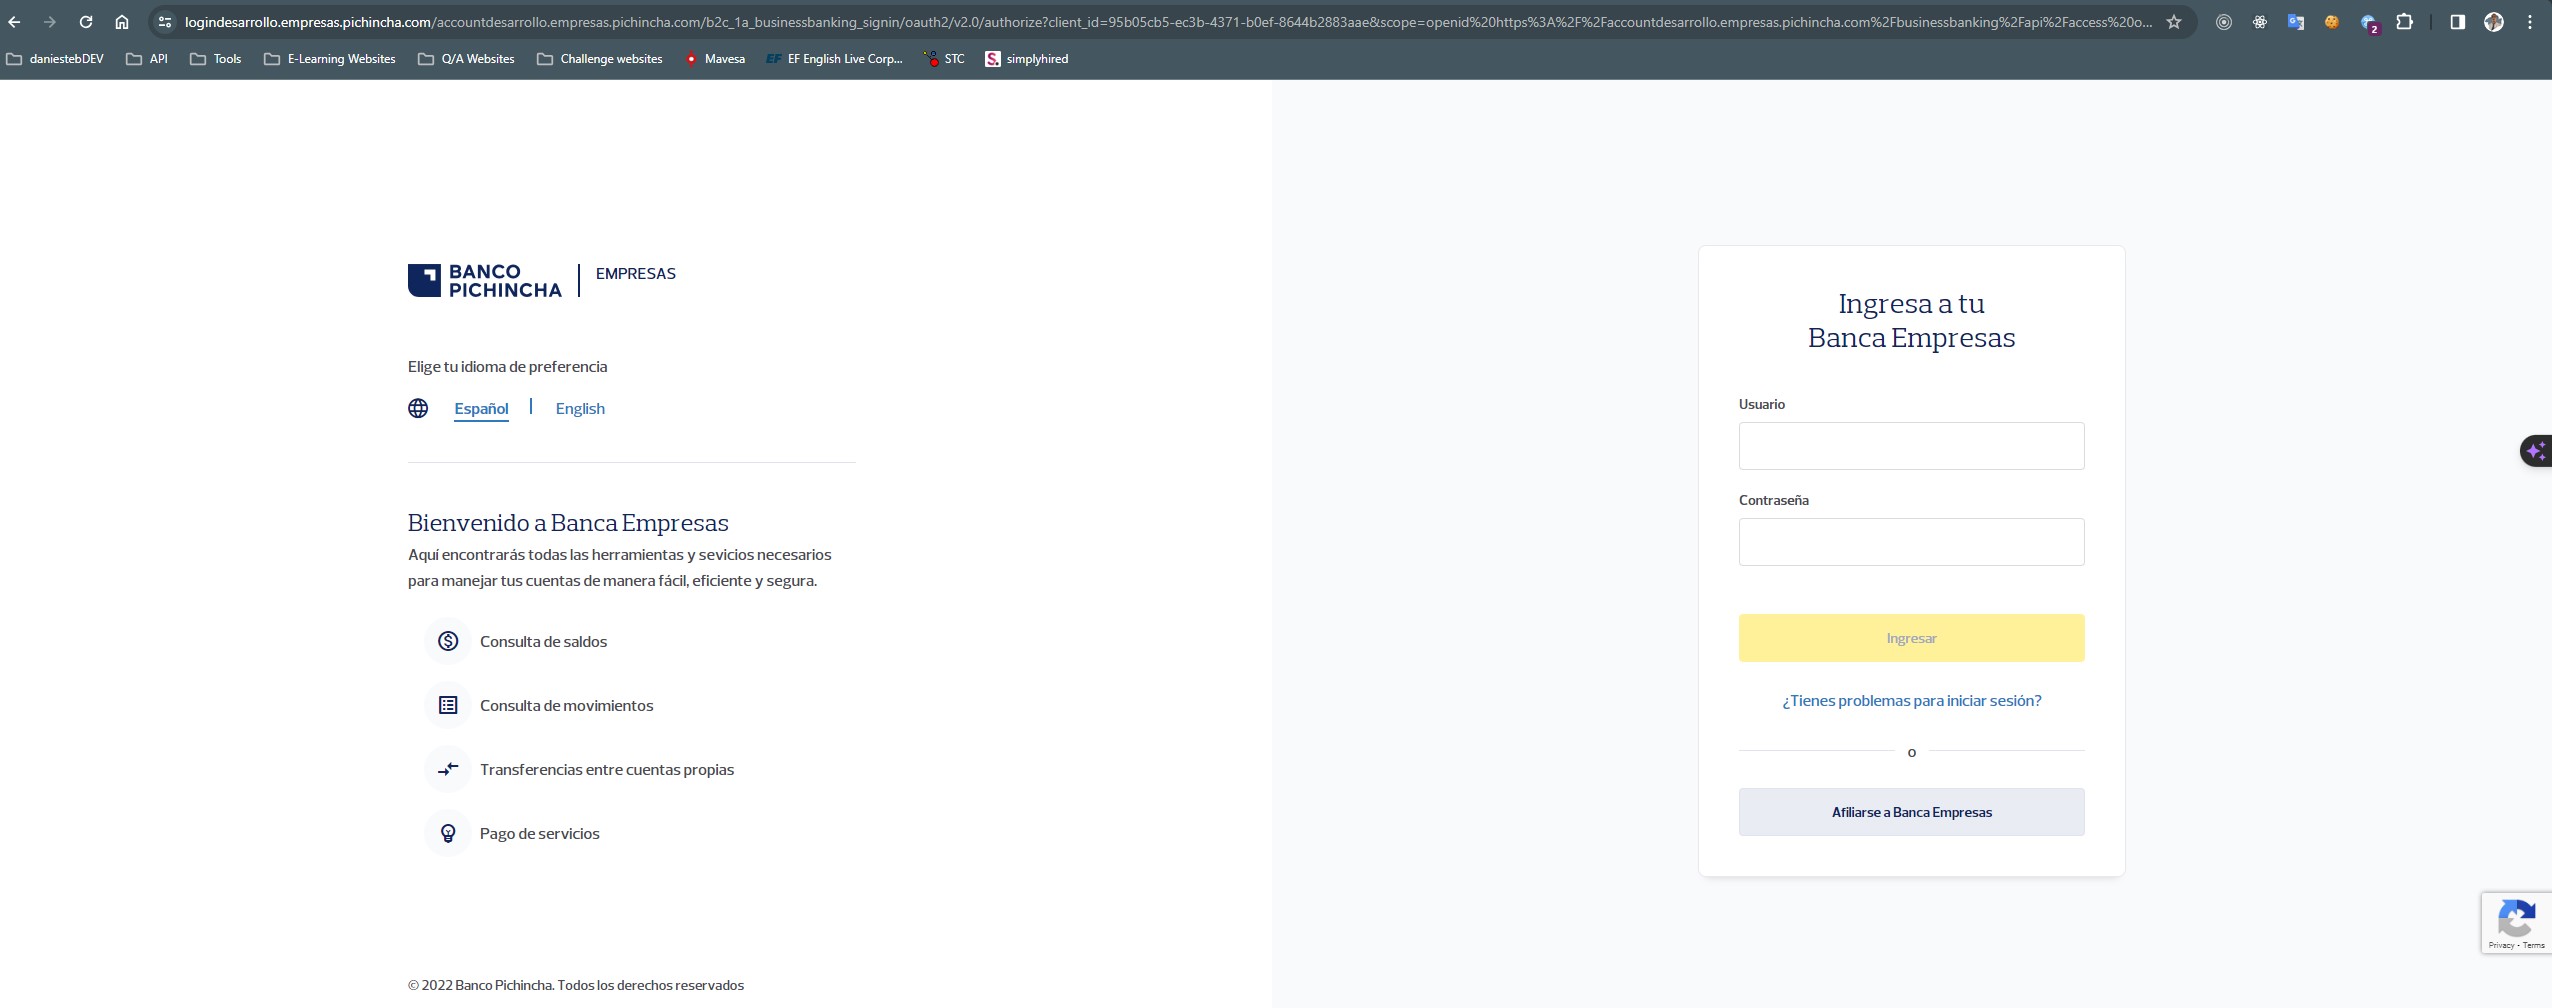 logindesarrollo.empresas.pichincha.com/accountdesarrollo.empresas.pichincha.com/b2c_1a_businessbanking_signin/oauth2/v2.0/authorize?client_id=95b05cb5-ec3b-4371-b0ef-8644b2883aae&scope=openid%20https%3A%2F%2Faccountdesarrollo.empresas.pichincha.com%2Fbusinessbanking%2Fapi%2Faccess%20o...
2
daniestebDEV API Tools E-Learning Websites Q/A Websites Challenge websites Mavesa EF EF English Live Corp... STC S. simplyhired
BANCO
PICHINCHA
EMPRESAS
Elige tu idioma de preferencia
Español | English
Bienvenido a Banca Empresas
Aquí encontrarás todas las herramientas y sevicios necesarios
para manejar tus cuentas de manera fácil, eficiente y segura.
Consulta de saldos
Consulta de movimientos
Transferencias entre cuentas propias
Pago de servicios
© 2022 Banco Pichincha. Todos los derechos reservados
Ingresa a tu
Banca Empresas
Usuario
Contraseña
Ingresar
¿Tienes problemas para iniciar sesión?
o
Afiliarse a Banca Empresas
Privacy - Terms